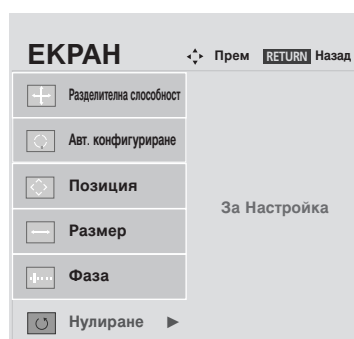 ЕКРАН
Прем RETURN Назад
Разделителна способност
Авт. конфигуриране
Позиция
За Настройка
Размер
Фаза
Нулиране ►